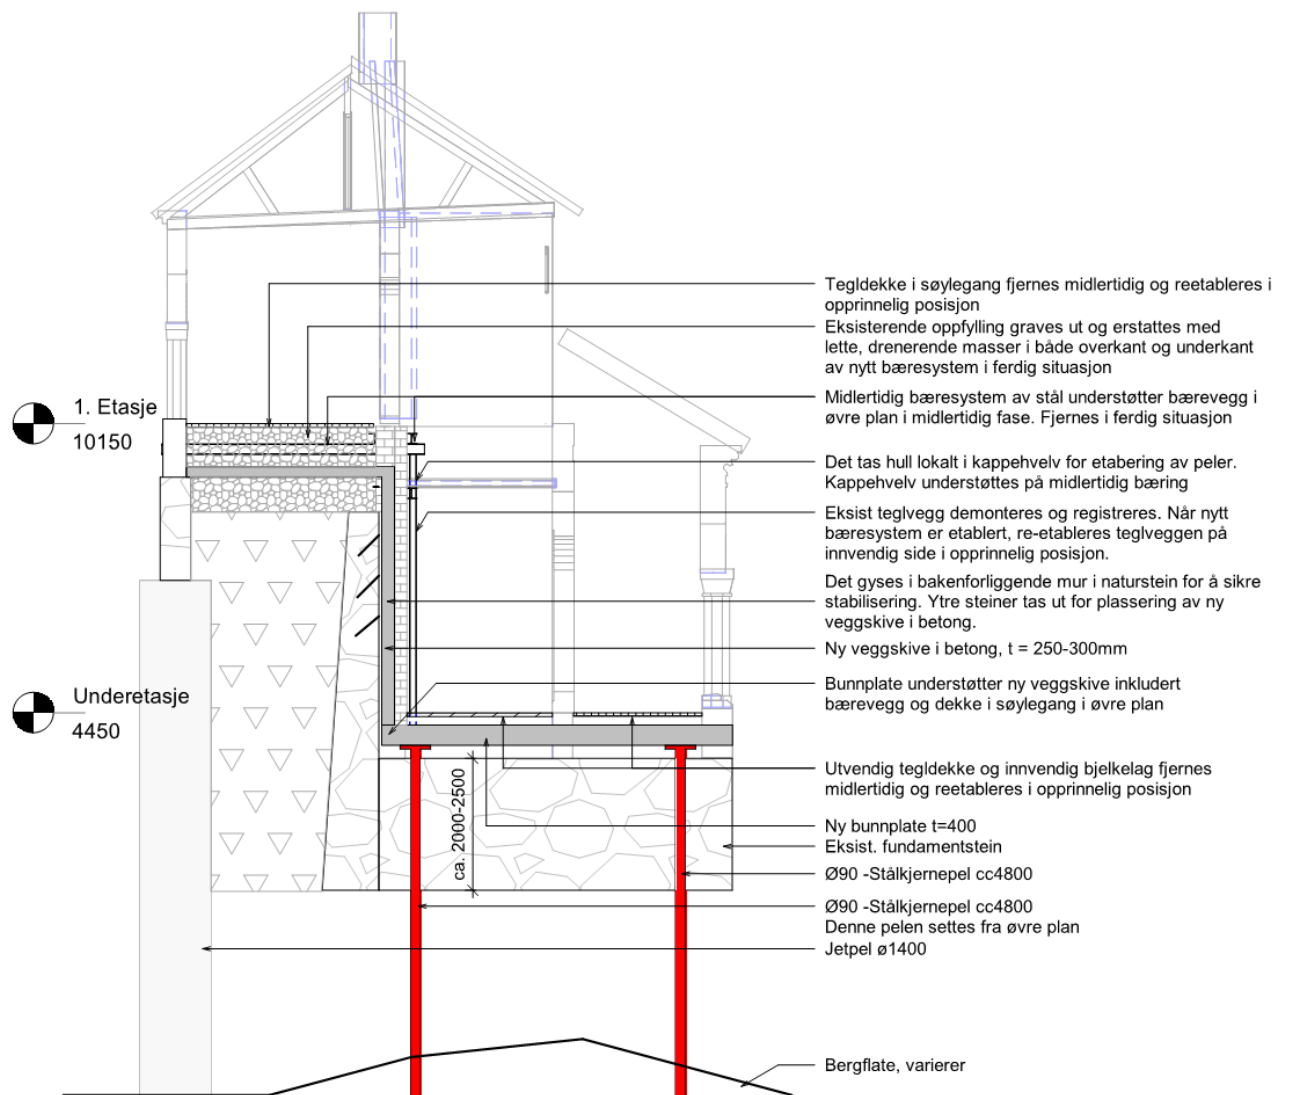 Tegldekke i søylegang fjernes midlertidig og reetableres i
opprinnelig posisjon
Eksisterende oppfylling graves ut og erstattes med
lette, drenerende masser i både overkant og underkant
av nytt bæresystem i ferdig situasjon
1. Etasje
10150
Midlertidig bæresystem av stål understøtter bærevegg i
øvre plan i midlertidig fase. Fjernes i ferdig situasjon
Det tas hull lokalt i kappehvelv for etabering av peler.
Kappehvelv understøttes på midlertidig bæring
Eksist teglvegg demonteres og registreres. Når nytt
bæresystem er etablert, re-etableres teglveggen på
innvendig side i opprinnelig posisjon.
Det gyses i bakenforliggende mur i naturstein for å sikre
stabilisering. Ytre steiner tas ut for plassering av ny
veggskive i betong.
Ny veggskive i betong, t = 250-300mm
Underetasje
4450
Bunnplate understøtter ny veggskive inkludert
bærevegg og dekke i søylegang i øvre plan
Utvendig tegldekke og innvendig bjelkelag fjernes
midlertidig og reetableres i opprinnelig posisjon
ca. 2000-2500
Ny bunnplate t=400
Eksist. fundamentstein
Ø90 -Stålkjernepel cc4800
Ø90 -Stålkjernepel cc4800
Denne pelen settes fra øvre plan
Jetpel ø1400
Bergflate, varierer